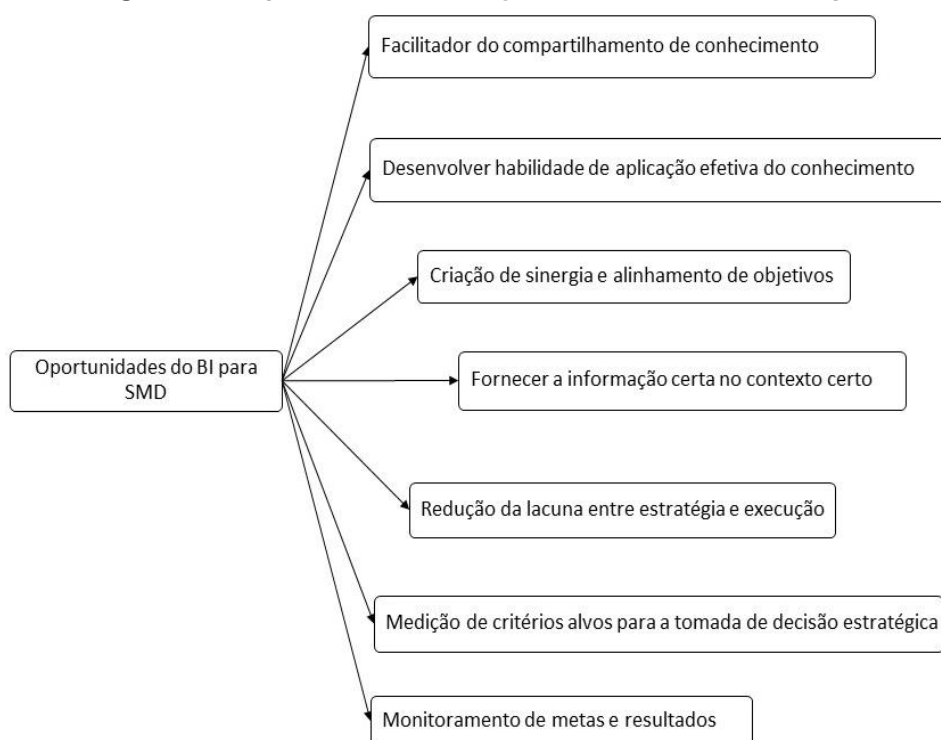 Facilitador do compartilhamento de conhecimento
Desenvolver habilidade de aplicação efetiva do conhecimento
Criação de sinergia e alinhamento de objetivos
Oportunidades do BI para
SMD
Fornecer a informação certa no contexto certo
Redução da lacuna entre estratégia e execução
Medição de critérios alvos para a tomada de decisão estratégica
Monitoramento de metas e resultados